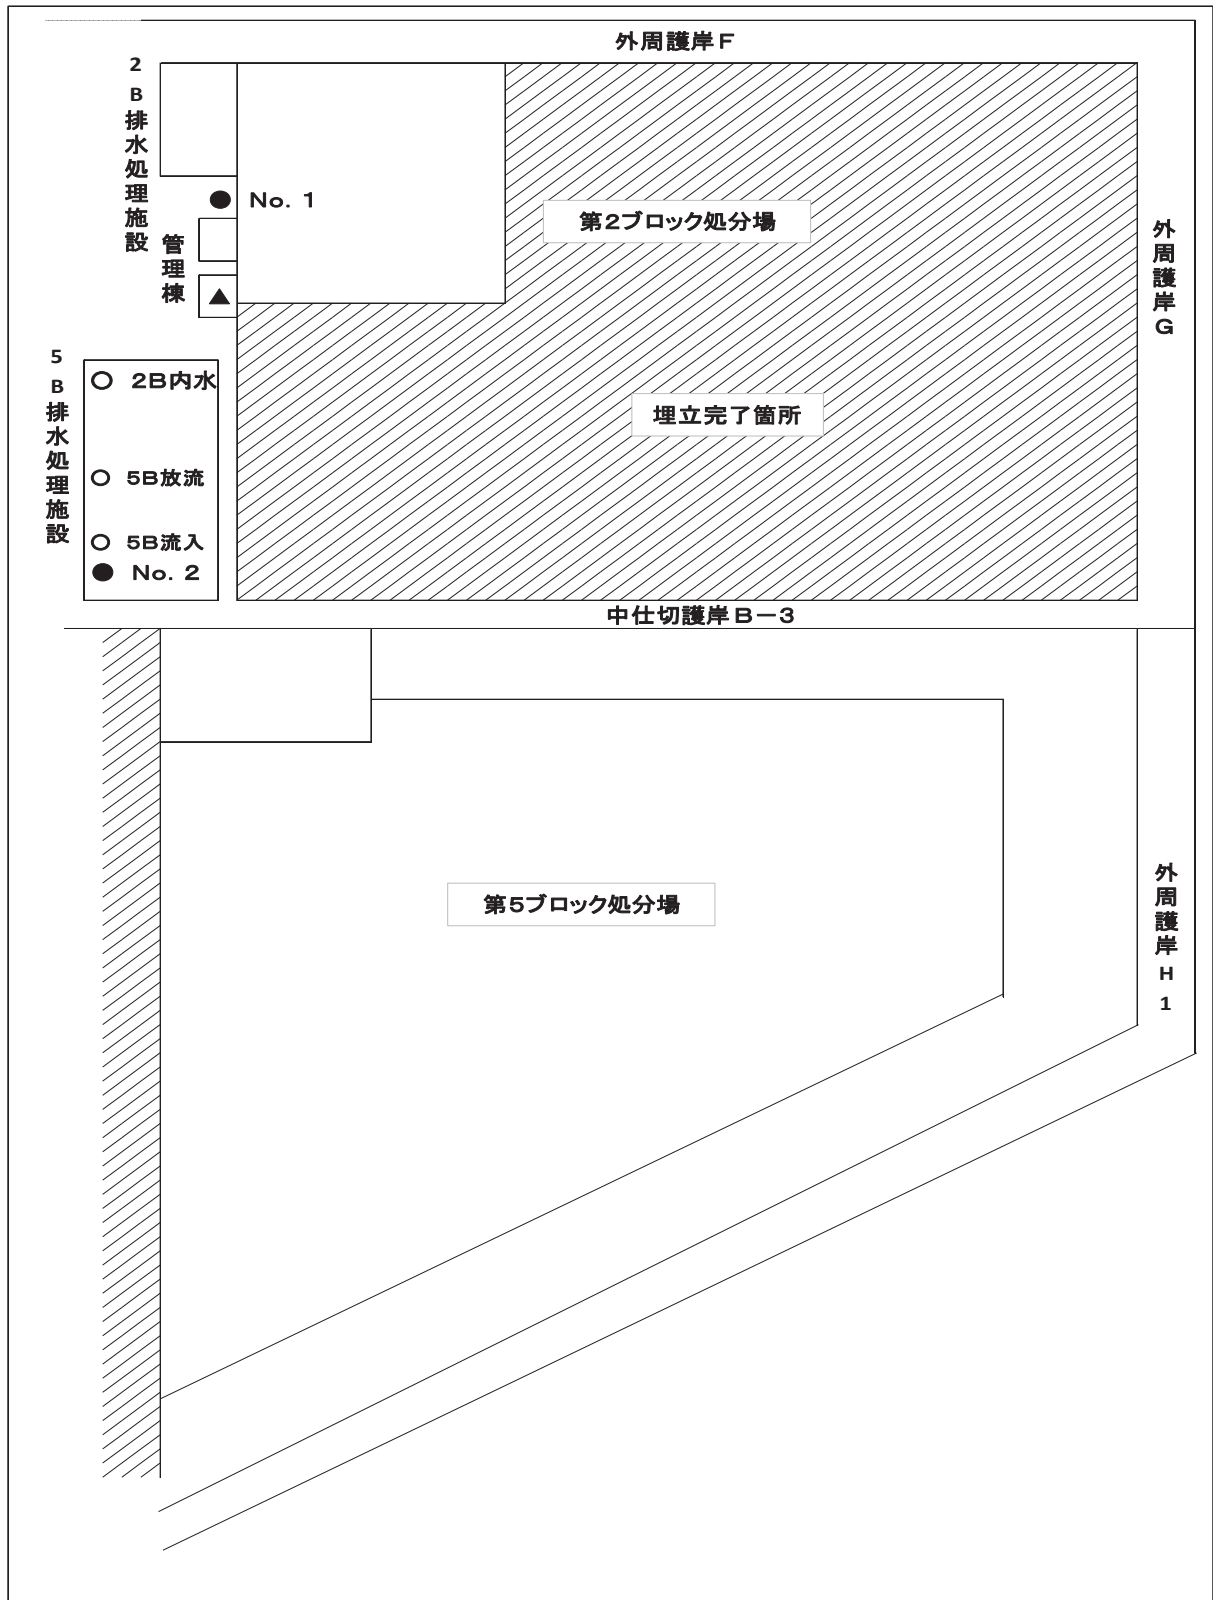 外周護岸F
2B排水処理施設
No. 1
第2ブロック処分場
外周護岸G
管理棟
5B排水処理施設
2B内水
埋立完了箇所
5B放流
5B流入
No. 2
中仕切護岸B－3
第5ブロック処分場
外周護岸H1